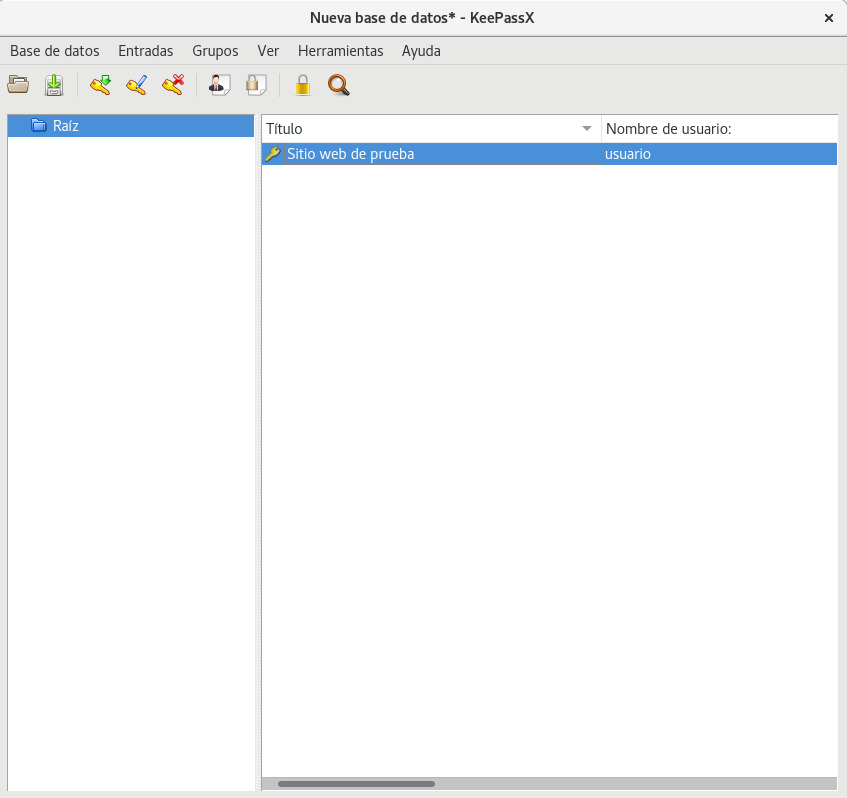 Nueva base de datos* - KeePassX
Base de datos Entradas Grupos Ver Herramientas Ayuda
Raíz
Título Nombre de usuario:
Sitio web de prueba usuario